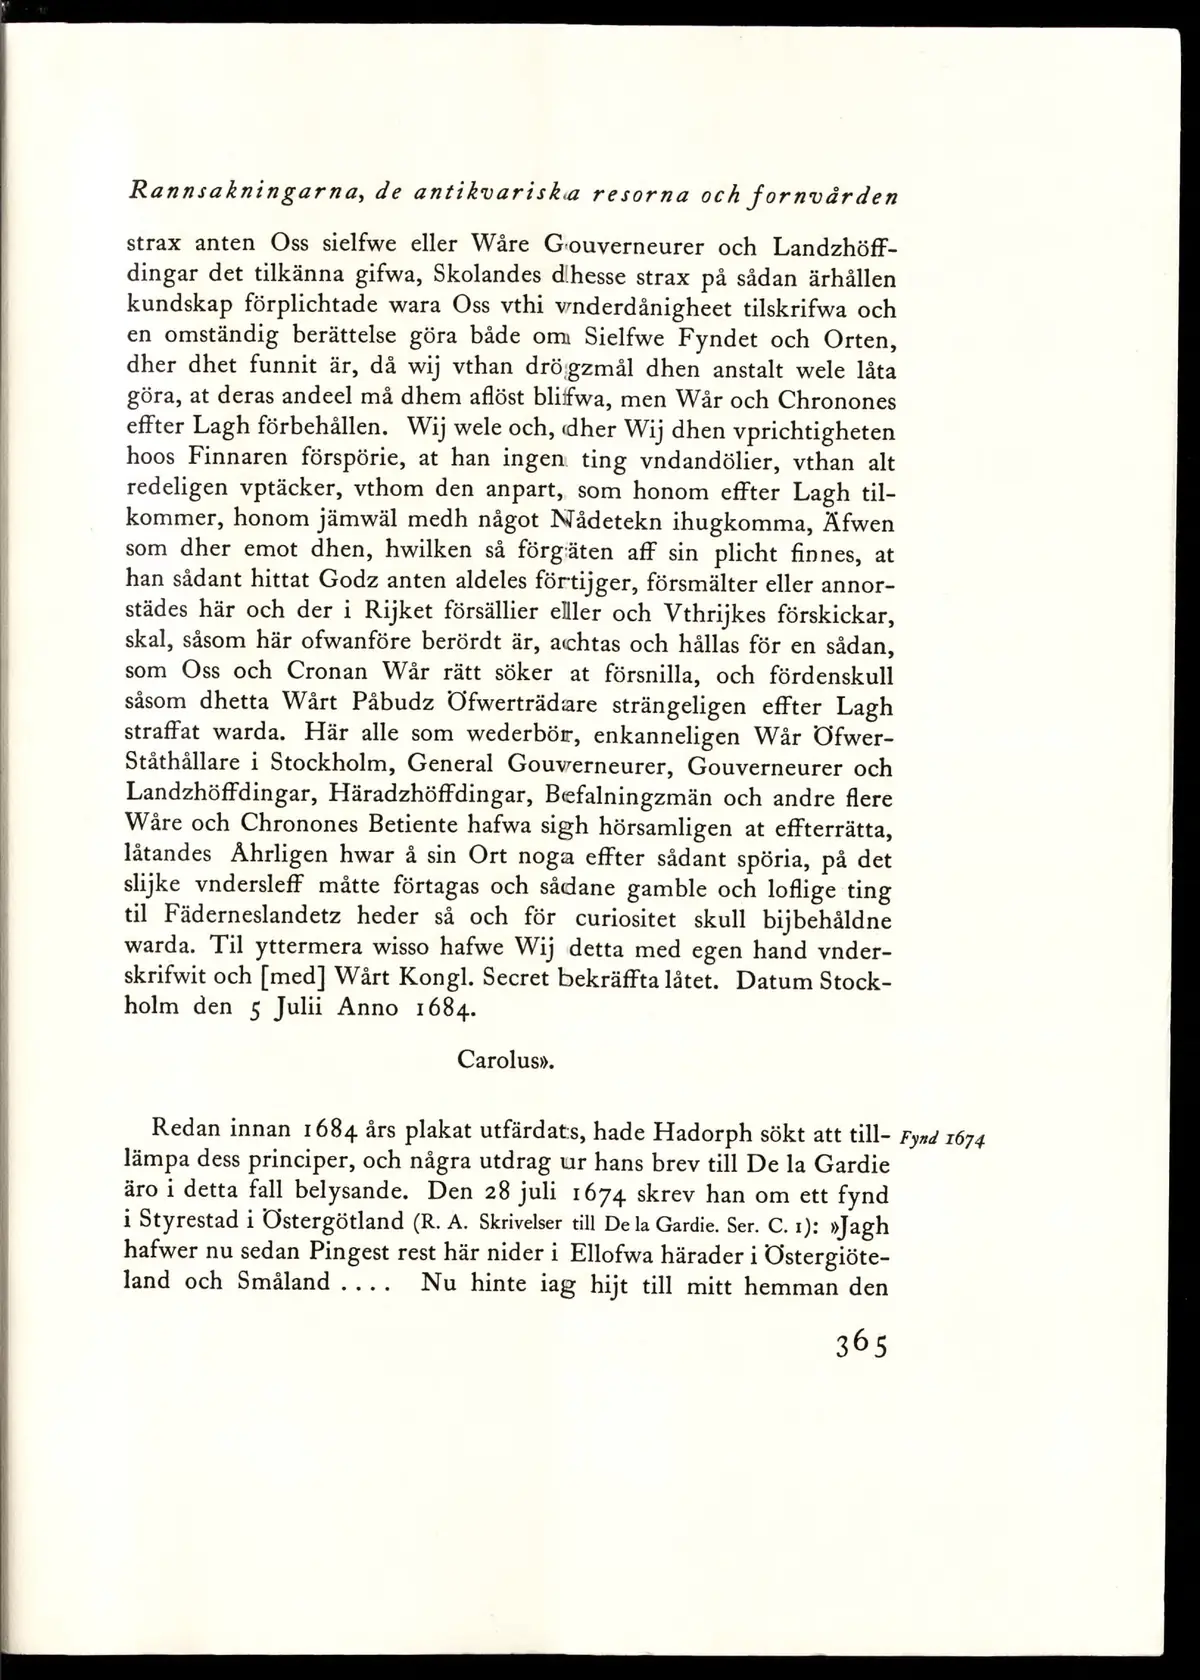 Rannsakningarna, de antikvariska resorna och fornvården
strax anten Oss sielfwe eller Wåre Gouverneurer och Landzhöff-
dingar det tilkänna gifwa, Skolandes dhesse strax på sådan ärhållen
kundskap förplichtade wara Oss vthi vnderdånigheet tilskrifwa och
en omständig berättelse göra både om Sielfwe Fyndet och Orten,
dher dhet funnit är, då wij vthan drögzmål dhen anstalt wele låta
göra, at deras andeel må dhem aflöst bliffwa, men Wår och Chronones
effter Lagh förbehållen. Wij wele och, dher Wij dhen vprichtigheten
hoos Finnaren förspörie, at han ingen ting vndandölier, vthan alt
redeligen vptäcker, vthom den anpart, som honom effter Lagh til-
kommer, honom jämwäl medh något Nådetekn ihugkomma, Äfwen
som dher emot dhen, hwilken så förgäten aff sin plicht finnes, at
han sådant hittat Godz anten aldeles förtijger, försmälter eller annor-
städes här och der i Rijket försällier eller och Vthrijkes förskickar,
skal, såsom här ofwanföre berördt är, achtas och hållas för en sådan,
som Oss och Cronan Wår rätt söker at försnilla, och fördenskull
såsom dhetta Wårt Påbudz Öfwerträdare strängeligen effter Lagh
straffat warda. Här alle som wederbör, enkanneligen Wår Öfwer-
Ståthållare i Stockholm, General Gouverneurer, Gouverneurer och
Landzhöffdingar, Häradzhöffdingar, Befalningzmän och andre flere
Wåre och Chronones Betiente hafwa sigh hörsamligen at effterrätta,
låtandes Åhrligen hwar å sin Ort noga effter sådant spöria, på det
slijke vndersleff måtte förtagas och sådane gamble och loflige ting
til Fäderneslandetz heder så och för curiositet skull bijbehåldne
warda. Til yttermera wisso hafwe Wij detta med egen hand vnder-
skrifwit och [med] Wårt Kongl. Secret bekräffta låtet. Datum Stock-
holm den 5 Julii Anno 1684.
Carolus».
Redan innan 1684 års plakat utfärdats, hade Hadorph sökt att till- Fynd 1674
lämpa dess principer, och några utdrag ur hans brev till De la Gardie
äro i detta fall belysande. Den 28 juli 1674 skrev han om ett fynd
i Styrestad i Östergötland (R. A. Skrivelser till De la Gardie. Ser. C. 1): »Jagh
hafwer nu sedan Pingest rest här nider i Ellofwa härader i Östergiöte-
land och Småland . . . . Nu hinte iag hijt till mitt hemman den
365